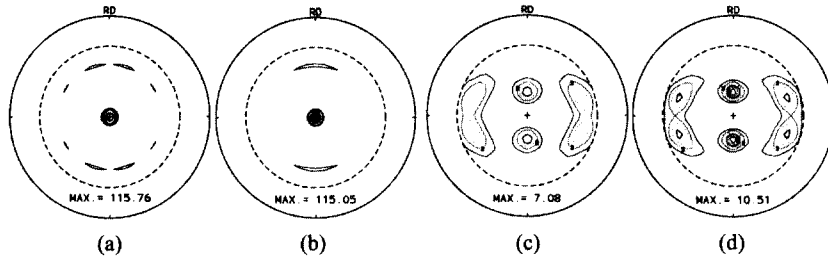 RD RD RD RD
MAX.= 115.76 MAX.= 115.05 MAX.= 7.08 MAX.= 10.51
(a) (b) (c) (d)